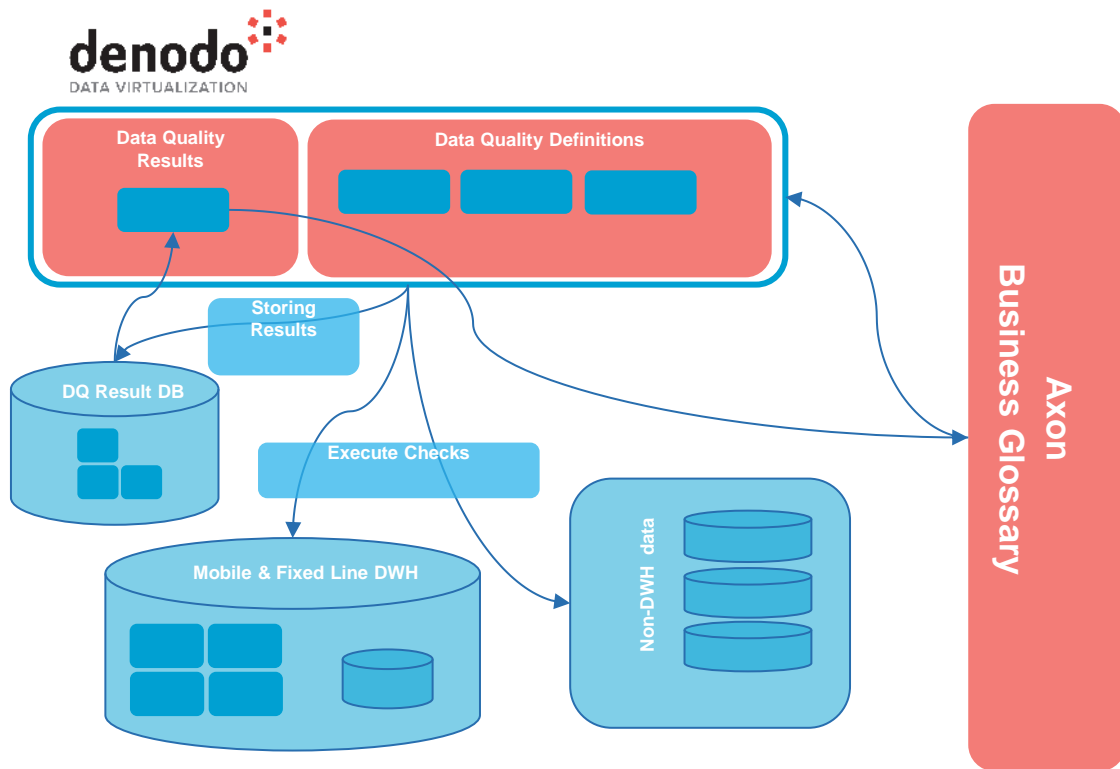 denodo
DATA VIRTUALIZATION
Data Quality
Results
Data Quality Definitions
Storing
Results
DQ Result DB
Execute Checks
Mobile & Fixed Line DWH
Non-DWH data
Axon
Business Glossary